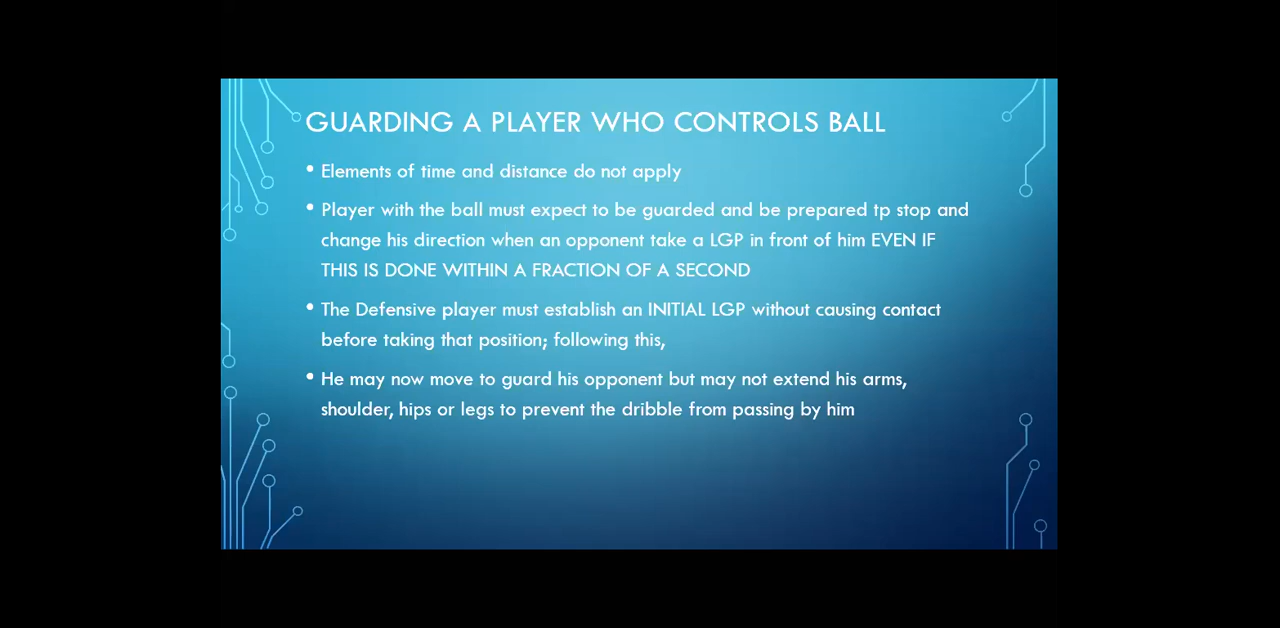 GUARDING A PLAYER WHO CONTROLS BALL
• Elements of time and distance do not apply
• Player with the ball must expect to be guarded and be prepared tp stop and
change his direction when an opponent take a LGP in front of him EVEN IF
THIS IS DONE WITHIN A FRACTION OF A SECOND
• The Defensive player must establish an INITIAL LGP without causing contact
before taking that position; following this,
• He may now move to guard his opponent but may not extend his arms,
shoulder, hips or legs to prevent the dribble from passing by him